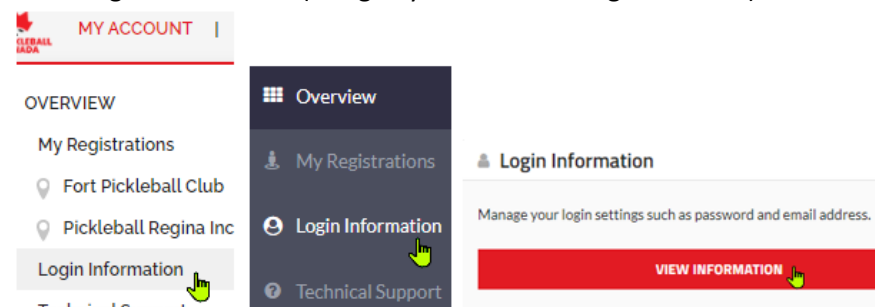 MY ACCOUNT |
OVERVIEW
My Registrations
Fort Pickleball Club
Pickleball Regina Inc
Login Information
Overview
My Registrations
Login Information
Technical Support
Login Information
Manage your login settings such as password and email address.
VIEW INFORMATION